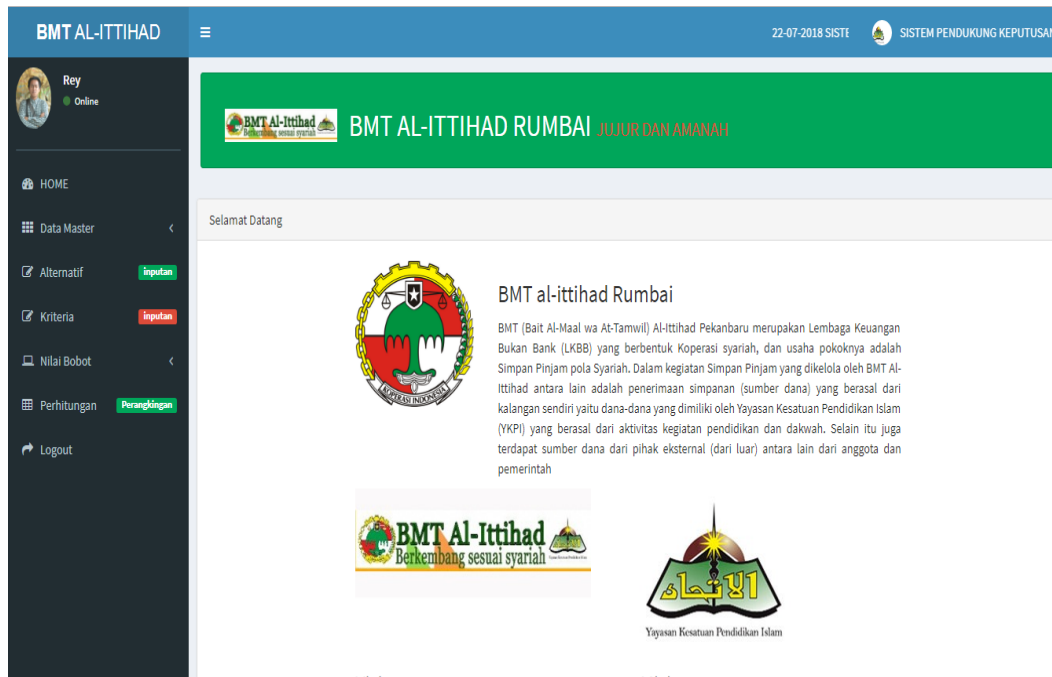 BMT AL-ITTIHAD
22-07-2018 SISTE
SISTEM PENDUKUNG KEPUTUSAN
Rey
Online
BMT Al-Ittihad
Berkembang sesuai syariah
BMT AL-ITTIHAD RUMBAI JUJUR DAN AMANAH
HOME
Data Master
Alternatif inputan
Kriteria inputan
Nilai Bobot
Perhitungan Perangkingan
Logout
Selamat Datang
KOPERASI INDONESIA
BMT al-ittihad Rumbai
BMT (Bait Al-Maal wa At-Tamwil) Al-Ittihad Pekanbaru merupakan Lembaga Keuangan
Bukan Bank (LKBB) yang berbentuk Koperasi syariah, dan usaha pokoknya adalah
Simpan Pinjam pola Syariah. Dalam kegiatan Simpan Pinjam yang dikelola oleh BMT Al-
Ittihad antara lain adalah penerimaan simpanan (sumber dana) yang berasal dari
kalangan sendiri yaitu dana-dana yang dimiliki oleh Yayasan Kesatuan Pendidikan Islam
(YKPI) yang berasal dari aktivitas kegiatan pendidikan dan dakwah. Selain itu juga
terdapat sumber dana dari pihak eksternal (dari luar) antara lain dari anggota dan
pemerintah
BMT Al-Ittihad
Berkembang sesuai syariah
الاتحاد
Yayasan Kesatuan Pendidikan Islam